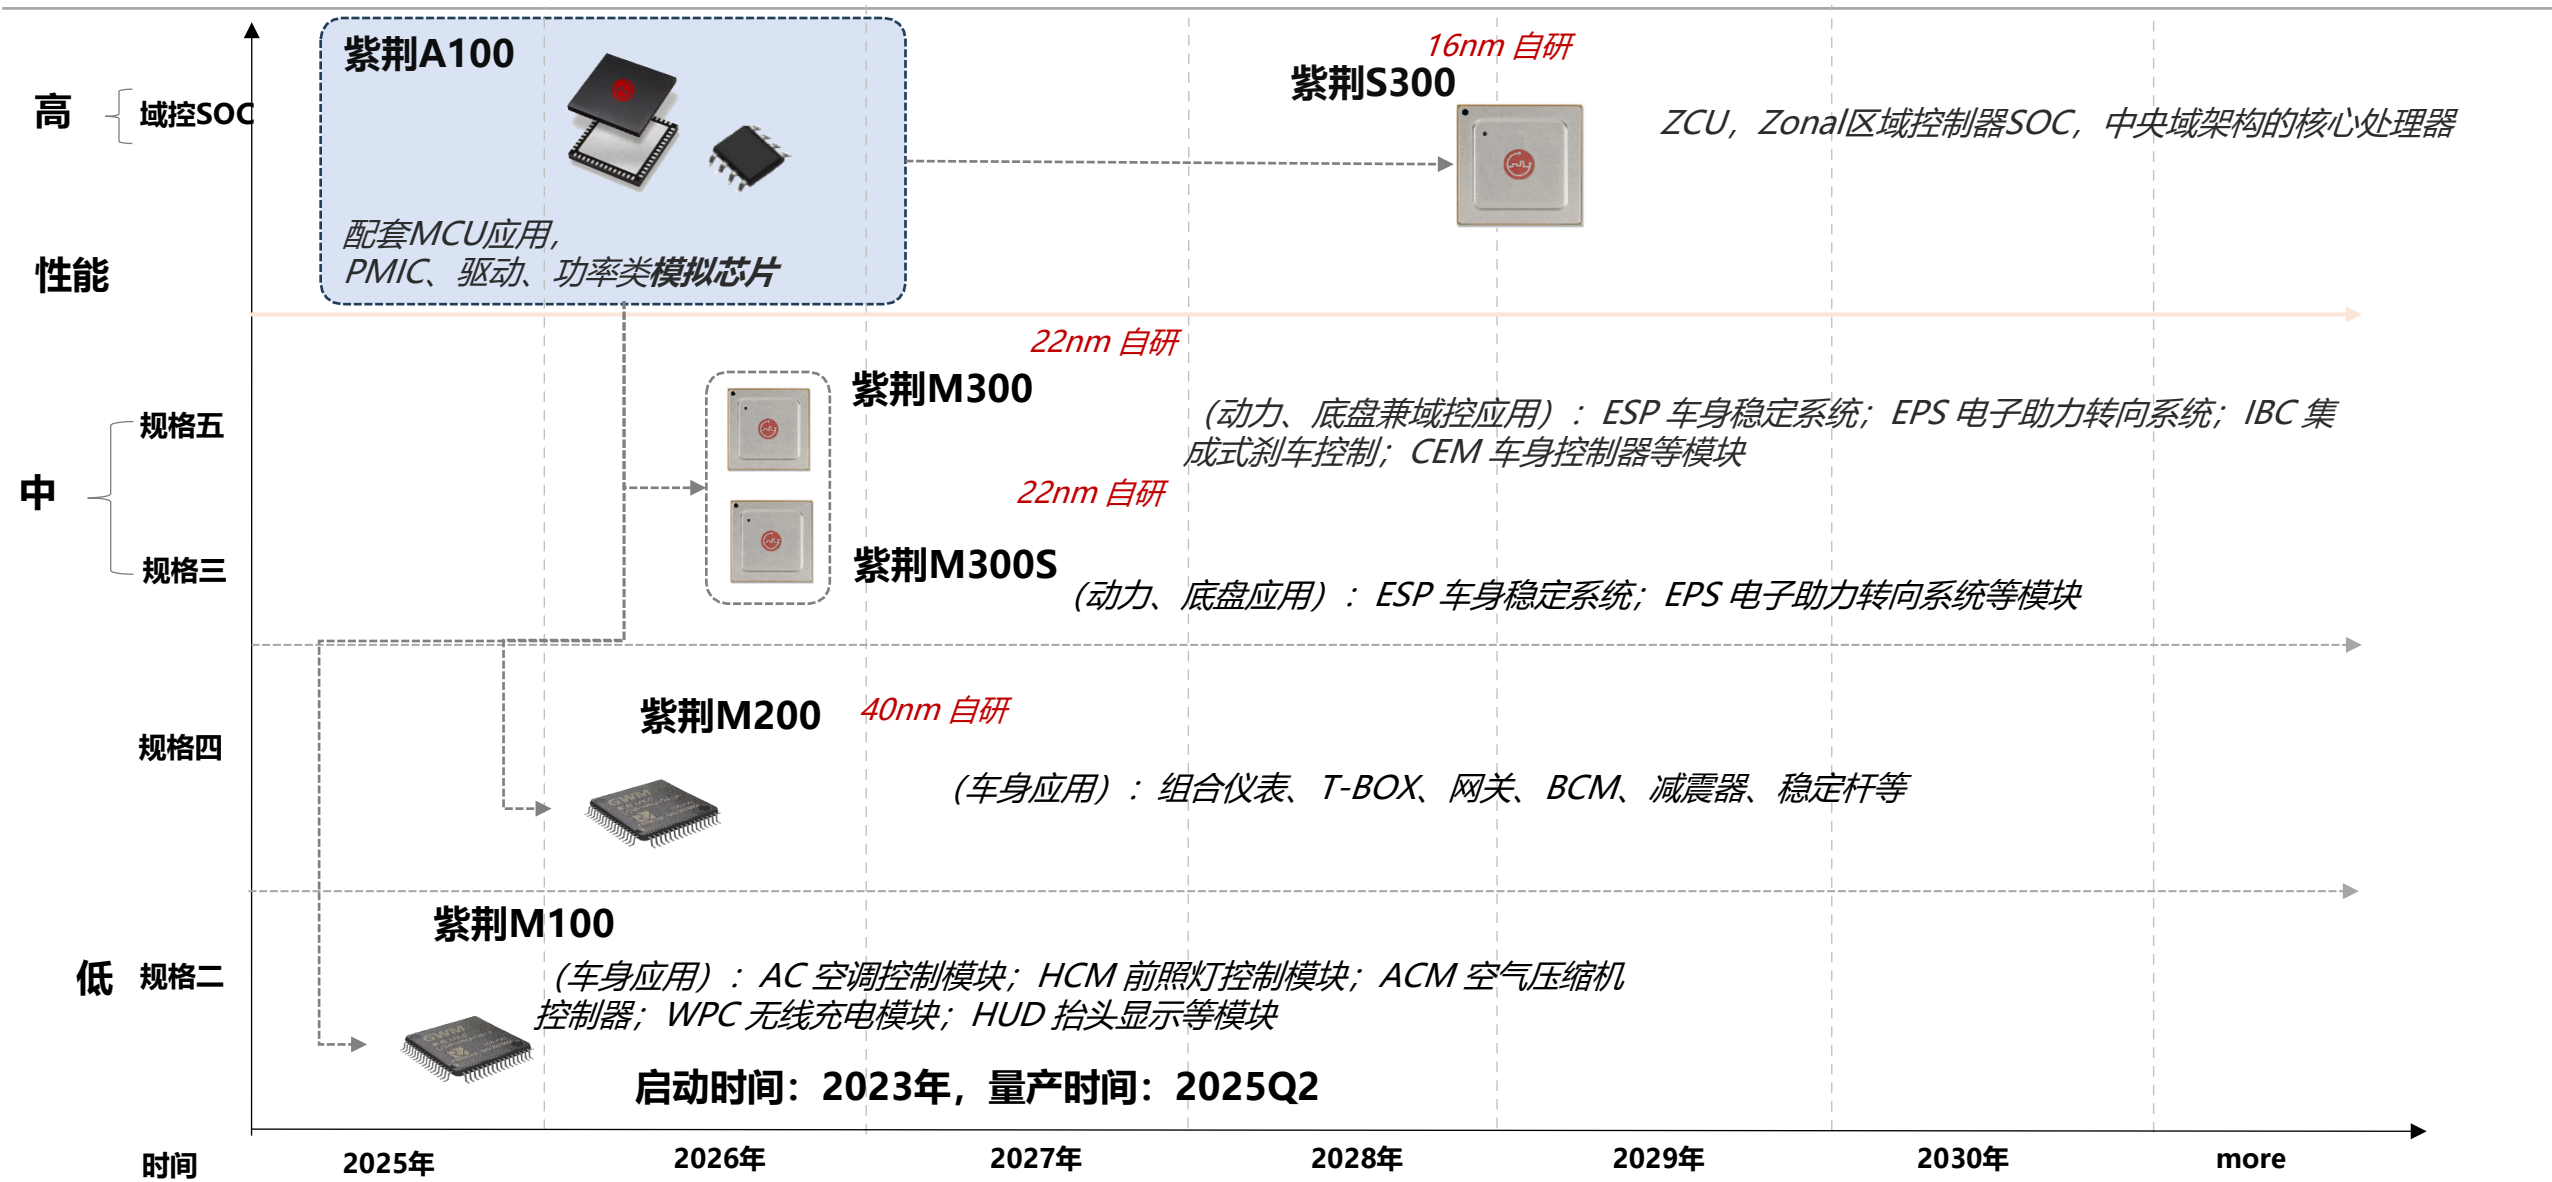 紫荆A100
16nm 自研
紫荆S300
高
域控SOC
ZCU，Zonal区域控制器SOC，中央域架构的核心处理器
配套MCU应用，
PMIC、驱动、功率类模拟芯片
性能
22nm 自研
紫荆M300
规格五
（动力、底盘兼域控应用）：ESP 车身稳定系统；EPS 电子助力转向系统；IBC 集
成式刹车控制；CEM 车身控制器等模块
中
22nm 自研
紫荆M300S
规格三
（动力、底盘应用）：ESP 车身稳定系统；EPS 电子助力转向系统等模块
紫荆M200
40nm 自研
规格四
（车身应用）：组合仪表、T-BOX、网关、BCM、减震器、稳定杆等
GWM
紫荆M100
低
规格二
（车身应用）：AC 空调控制模块；HCM 前照灯控制模块；ACM 空气压缩机
控制器；WPC 无线充电模块；HUD 抬头显示等模块
GWM
启动时间：2023年，量产时间：2025Q2
时间
2025年
2026年
2027年
2028年
2029年
2030年
more